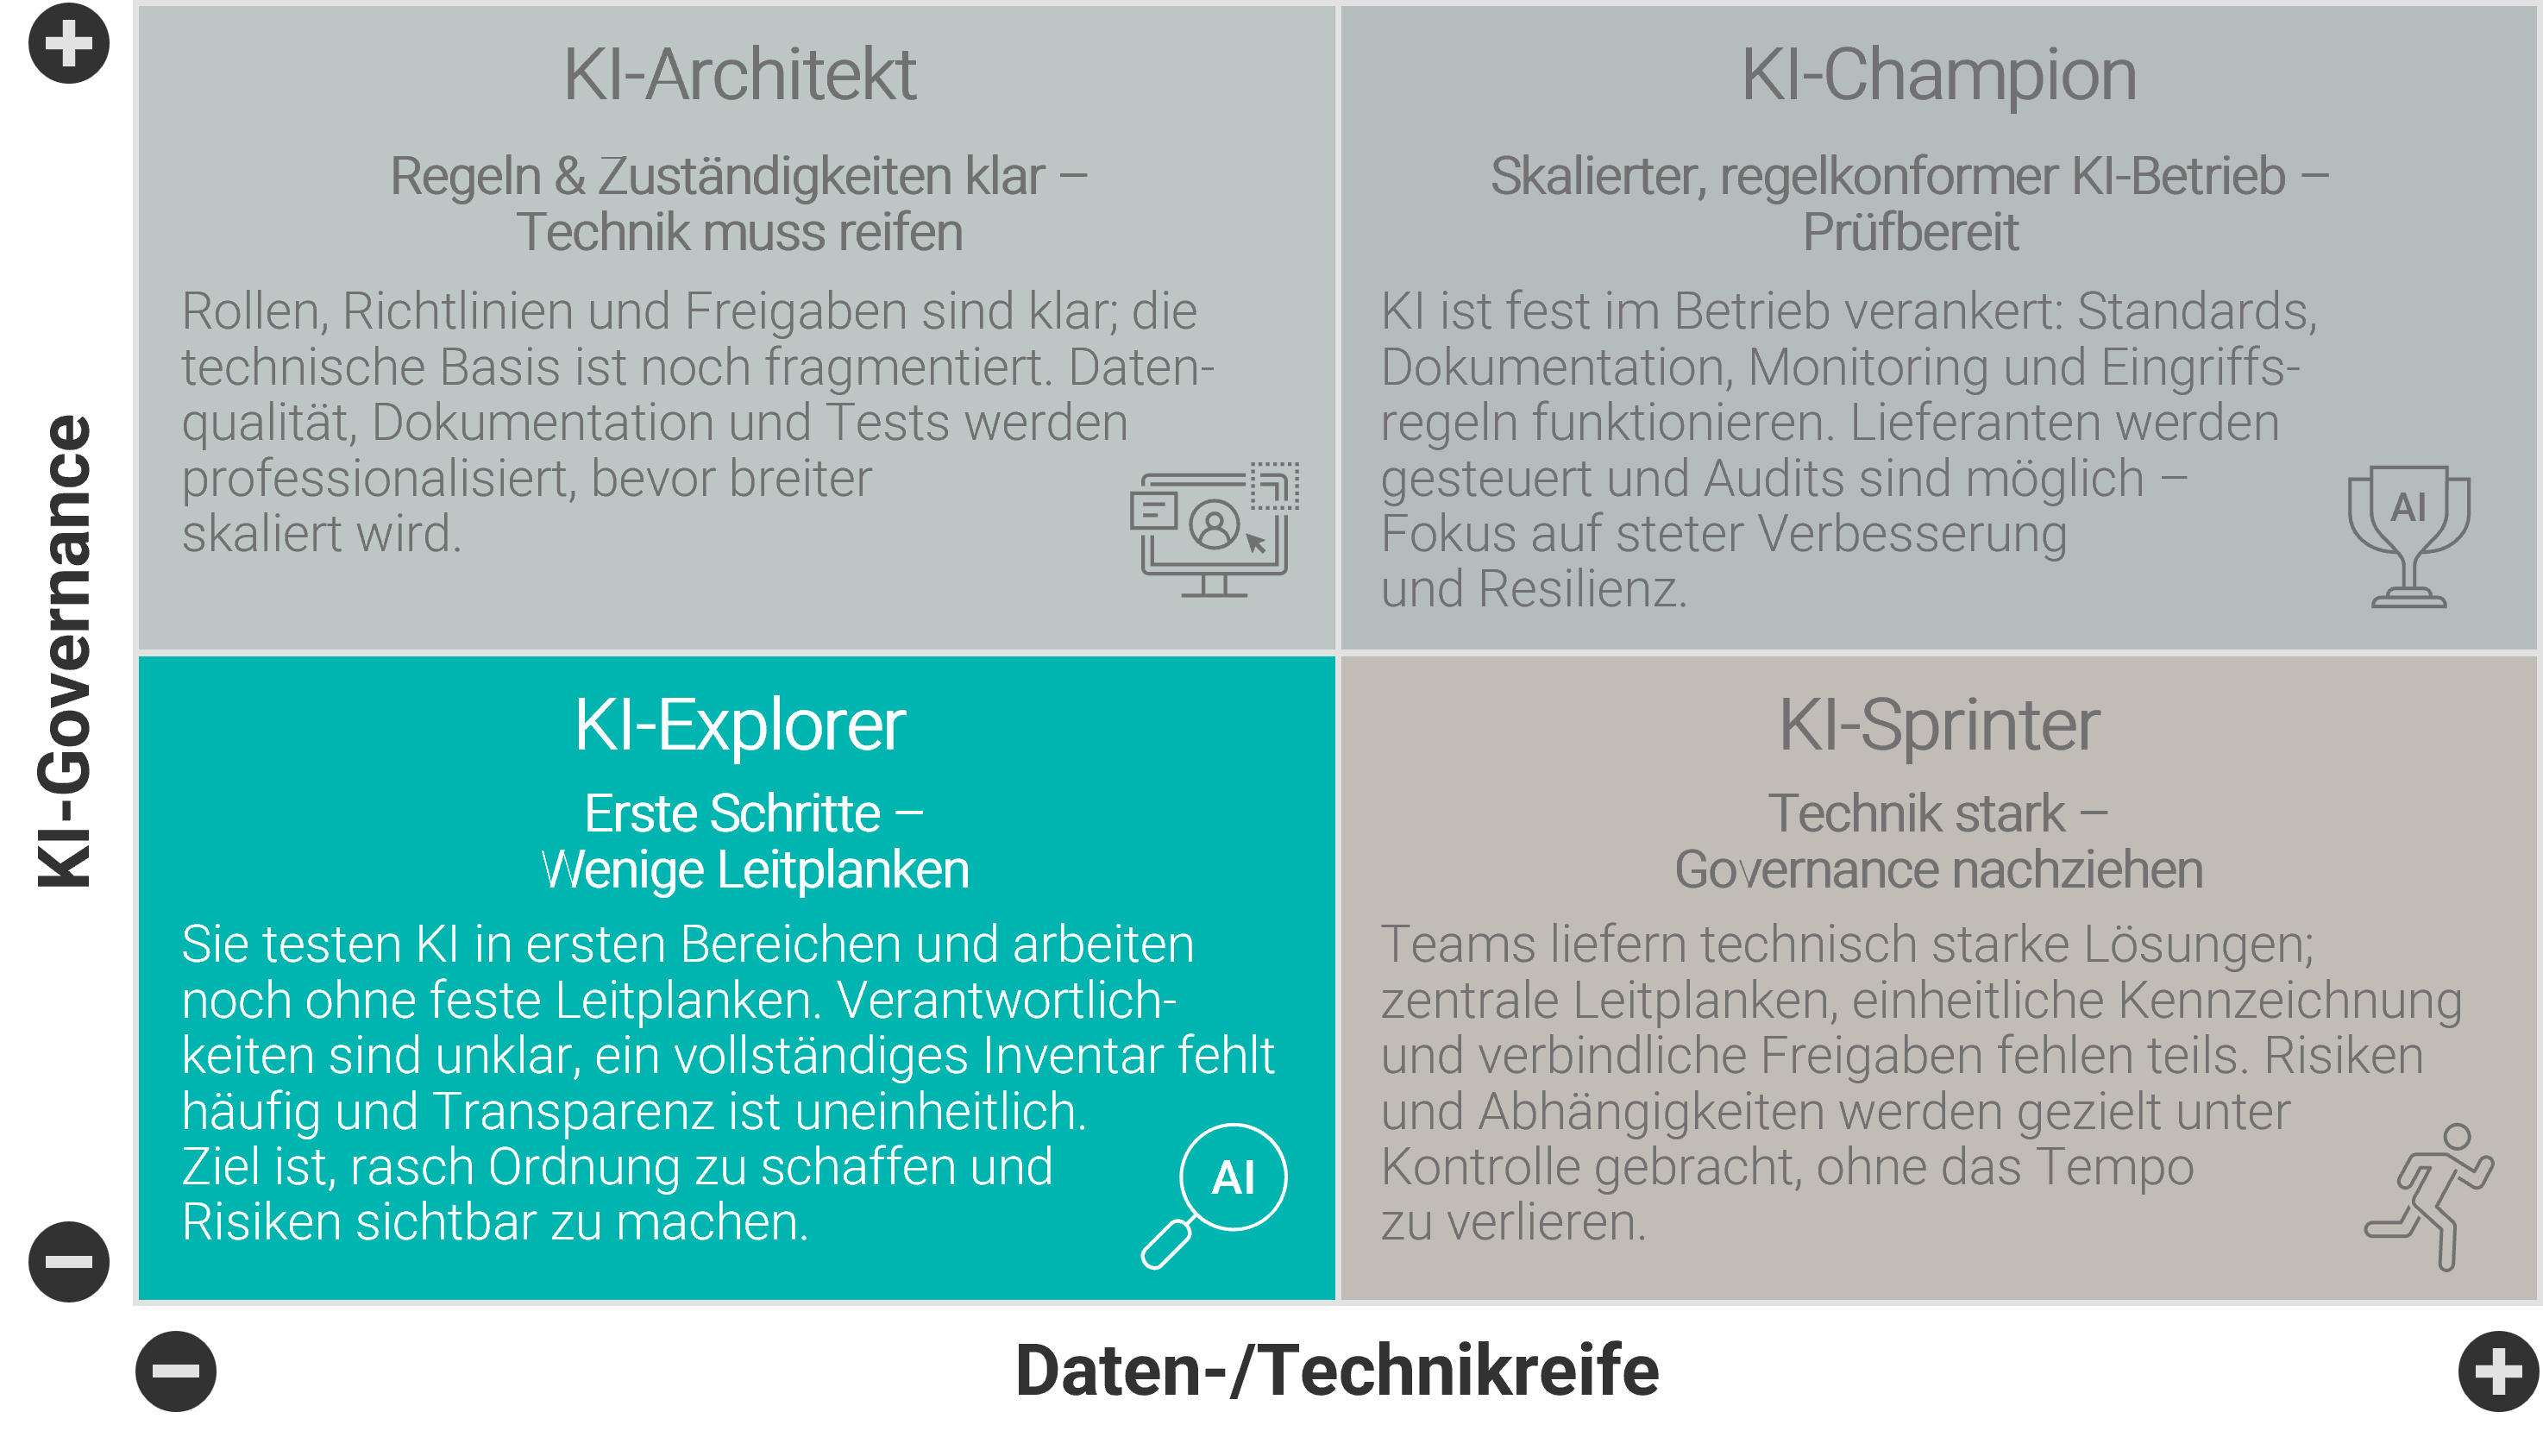 KI-Governance
KI-Architekt
Regeln & Zuständigkeiten klar –
Technik muss reifen
Rollen, Richtlinien und Freigaben sind klar; die
technische Basis ist noch fragmentiert. Daten-
qualität, Dokumentation und Tests werden
professionalisiert, bevor breiter
skaliert wird.
KI-Champion
Skalierter, regelkonformer KI-Betrieb –
Prüfbereit
KI ist fest im Betrieb verankert: Standards,
Dokumentation, Monitoring und Eingriffs-
regeln funktionieren. Lieferanten werden
gesteuert und Audits sind möglich –
Fokus auf steter Verbesserung
und Resilienz.
AI
KI-Explorer
Erste Schritte –
Wenige Leitplanken
Sie testen KI in ersten Bereichen und arbeiten
noch ohne feste Leitplanken. Verantwortlich-
keiten sind unklar, ein vollständiges Inventar fehlt
häufig und Transparenz ist uneinheitlich.
Ziel ist, rasch Ordnung zu schaffen und
Risiken sichtbar zu machen.
AI
KI-Sprinter
Technik stark –
Governance nachziehen
Teams liefern technisch starke Lösungen;
zentrale Leitplanken, einheitliche Kennzeichnung
und verbindliche Freigaben fehlen teils. Risiken
und Abhängigkeiten werden gezielt unter
Kontrolle gebracht, ohne das Tempo
zu verlieren.
Daten-/Technikreife